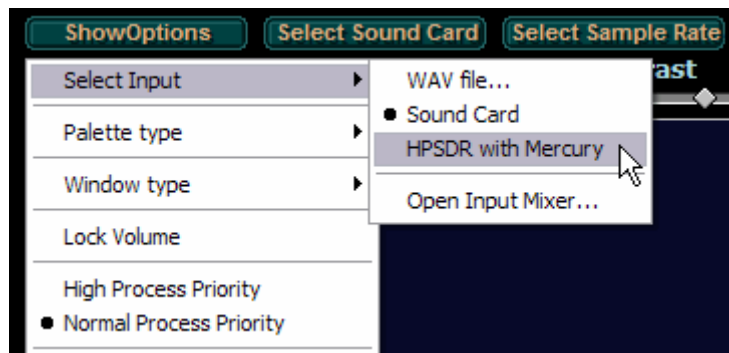 ShowOptions Select Sound Card Select Sample Rate
Select Input
Palette type
Window type
Lock Volume
High Process Priority
Normal Process Priority
WAV file...
Sound Card
HPSDR with Mercury
Open Input Mixer...
ast